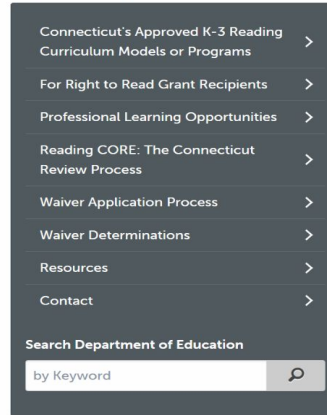 Connecticut's Approved K-3 Reading
Curriculum Models or Programs
For Right to Read Grant Recipients
Professional Learning Opportunities
Reading CORE: The Connecticut
Review Process
Waiver Application Process
Waiver Determinations
Resources
Contact
Search Department of Education
by Keyword